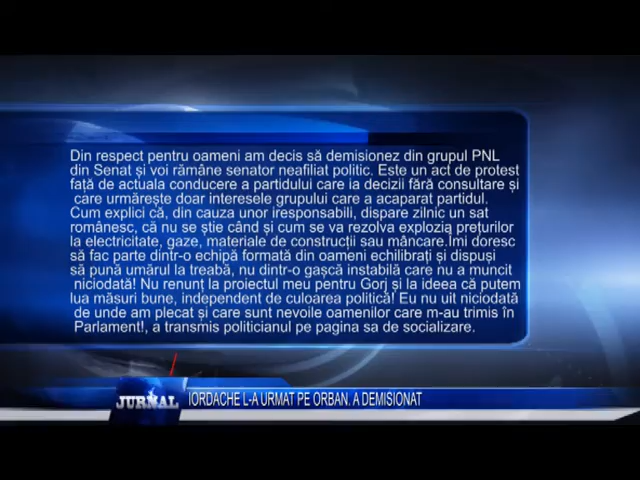 Din respect pentru oameni am decis să demisionez din grupul PNL
din Senat și voi rămâne senator neafiliat politic. Este un act de protest
față de actuala conducere a partidului care ia decizii fără consultare și
care urmărește doar interesele grupului care a acaparat partidul.
Cum explici că, din cauza unor iresponsabili, dispare zilnic un sat
românesc, că nu se știe când și cum se va rezolva explozia prețurilor
la electricitate, gaze, materiale de construcții sau mâncare.Îmi doresc
să fac parte dintr-o echipă formată din oameni echilibrați și dispuși
să pună umărul la treabă, nu dintr-o gașcă instabilă care nu a muncit
niciodată! Nu renunț la proiectul meu pentru Gorj și la ideea că putem
lua măsuri bune, independent de culoarea politică! Eu nu uit niciodată
de unde am plecat și care sunt nevoile oamenilor care m-au trimis în
Parlament!, a transmis politicianul pe pagina sa de socializare.
JURNAL
IORDACHE L-A URMAT PE ORBAN. A DEMISIONAT